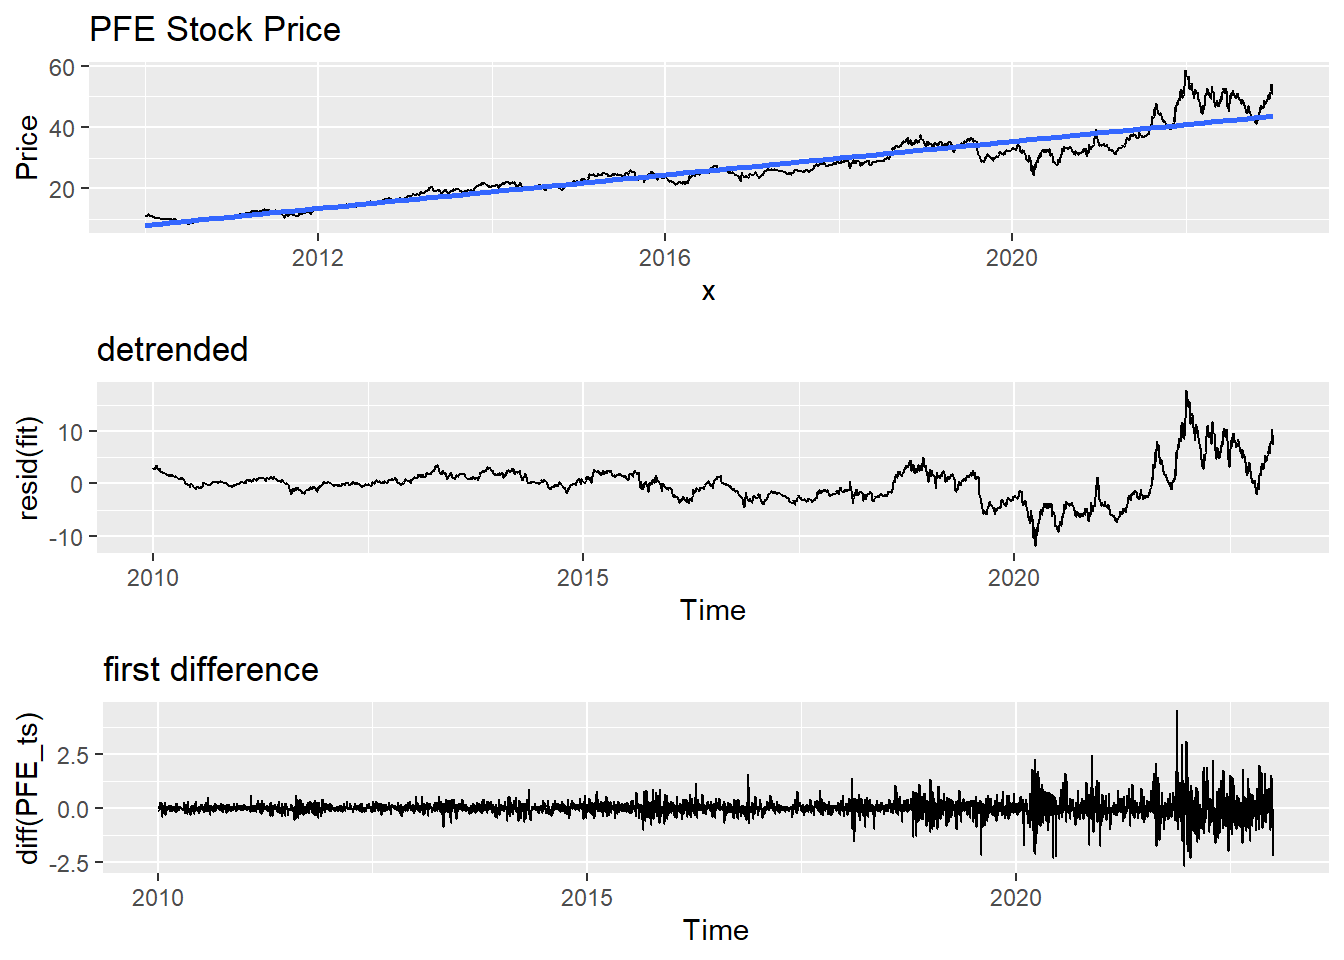 PFE Stock Price
60
40
20
Price
2012
2016
2020
x
detrended
10
0
-10
resid(fit)
2010
2015
2020
Time
first difference
2.5
0.0
-2.5
diff(PFE_ts)
2010
2015
2020
Time